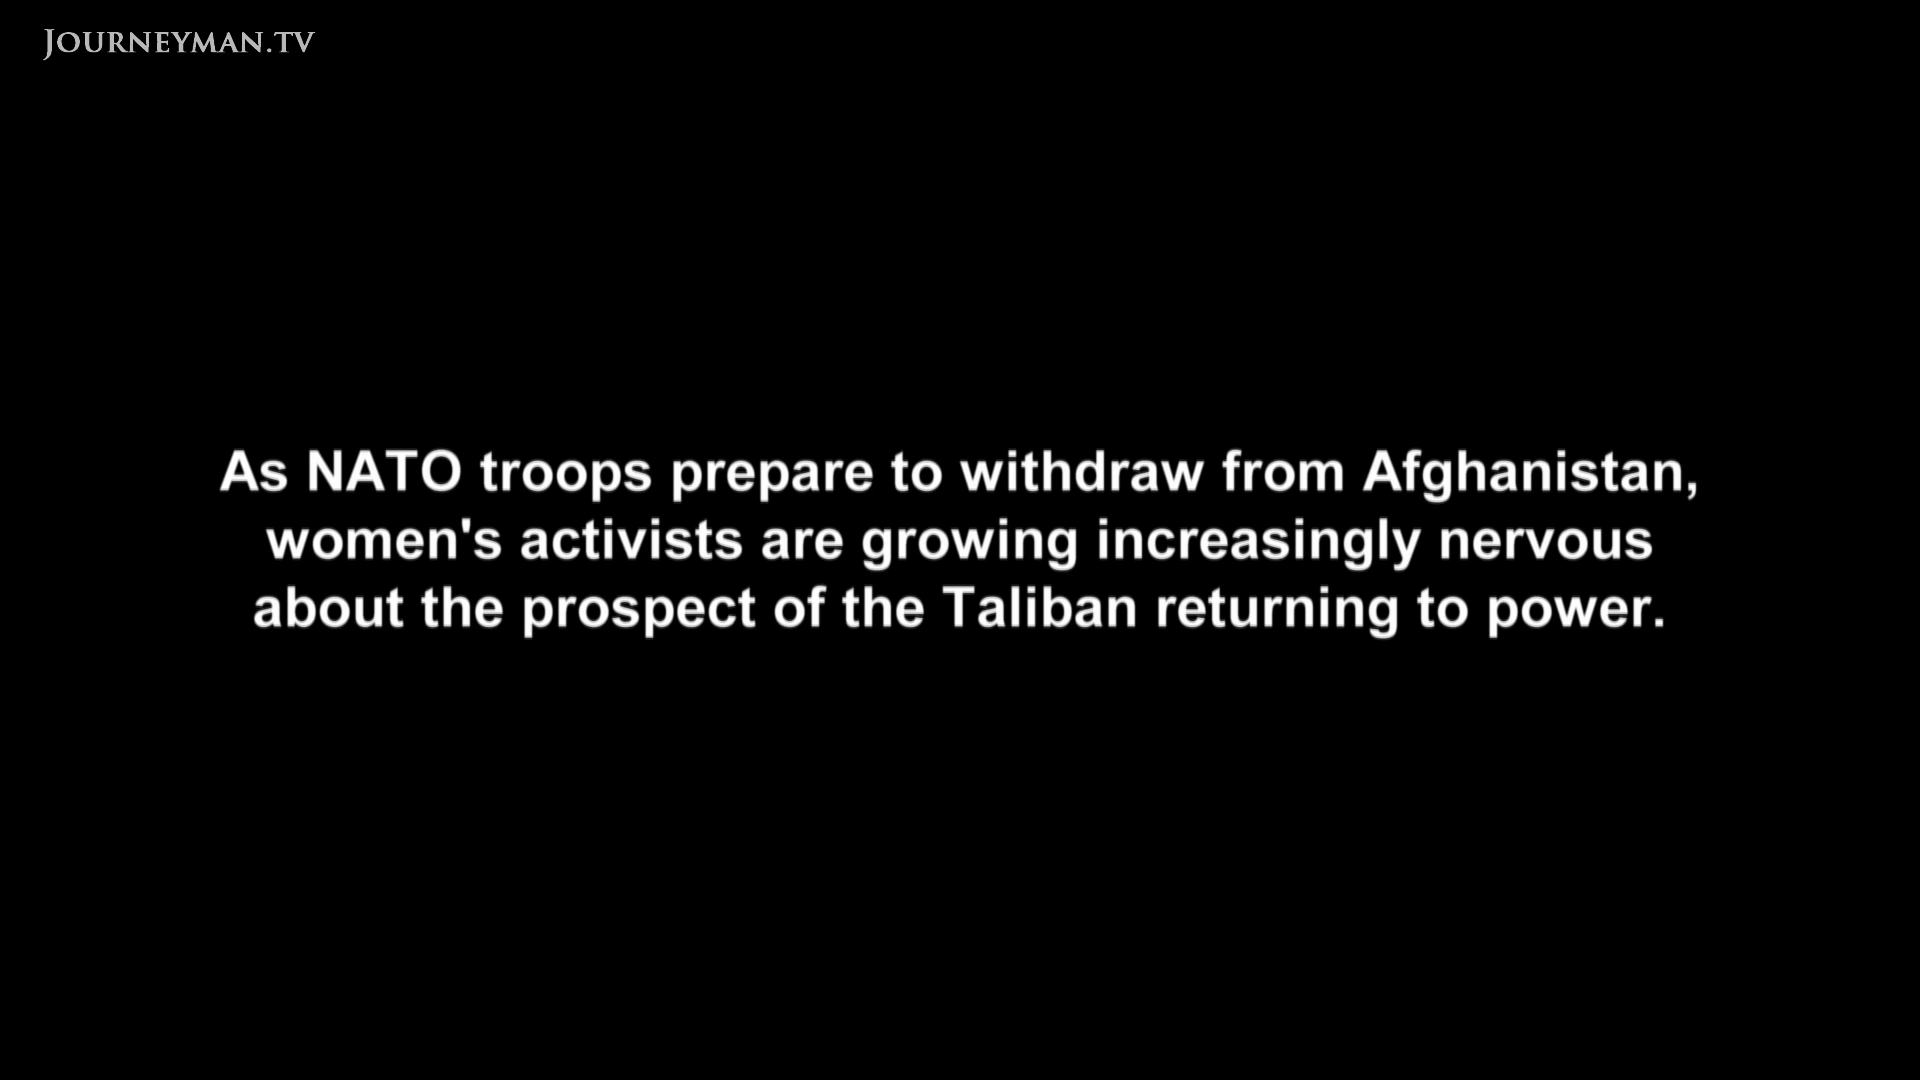 JOURNEYMAN.TV
As NATO troops prepare to withdraw from Afghanistan,
women's activists are growing increasingly nervous
about the prospect of the Taliban returning to power.